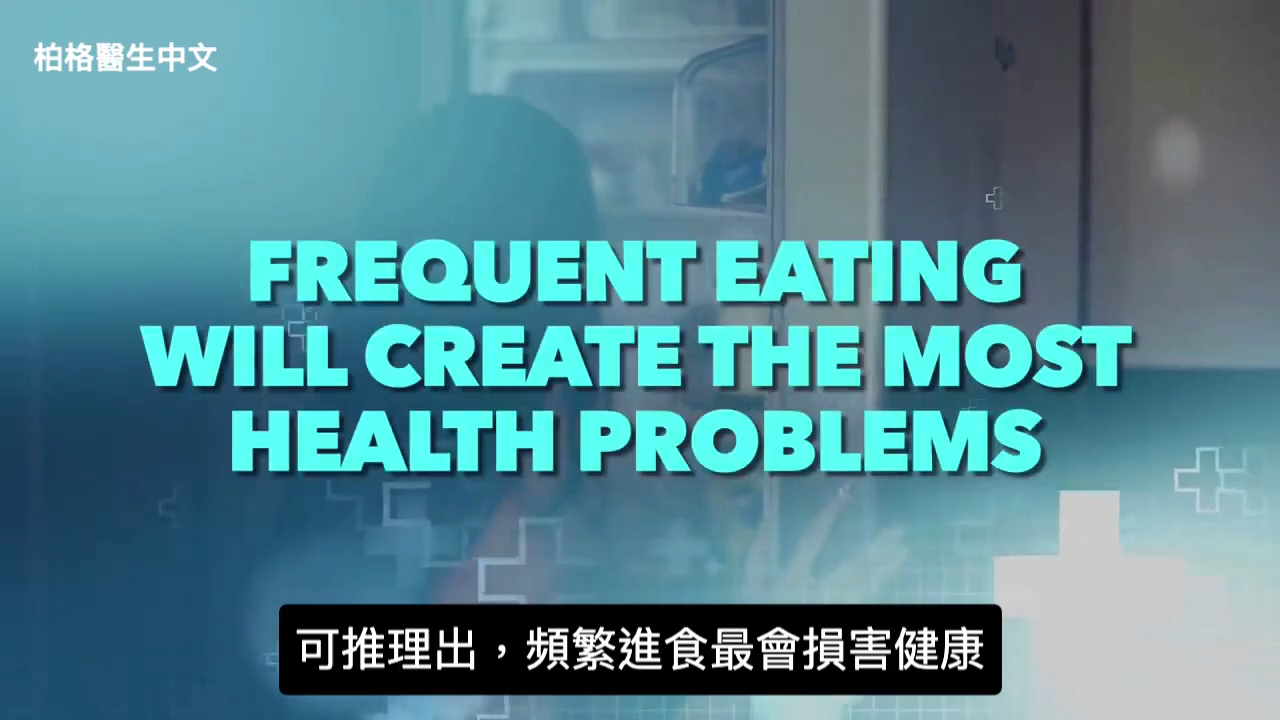 柏格醫生中文
FREQUENT EATING
WILL CREATE THE MOST
HEALTH PROBLEMS
可推理出，頻繁進食最會損害健康